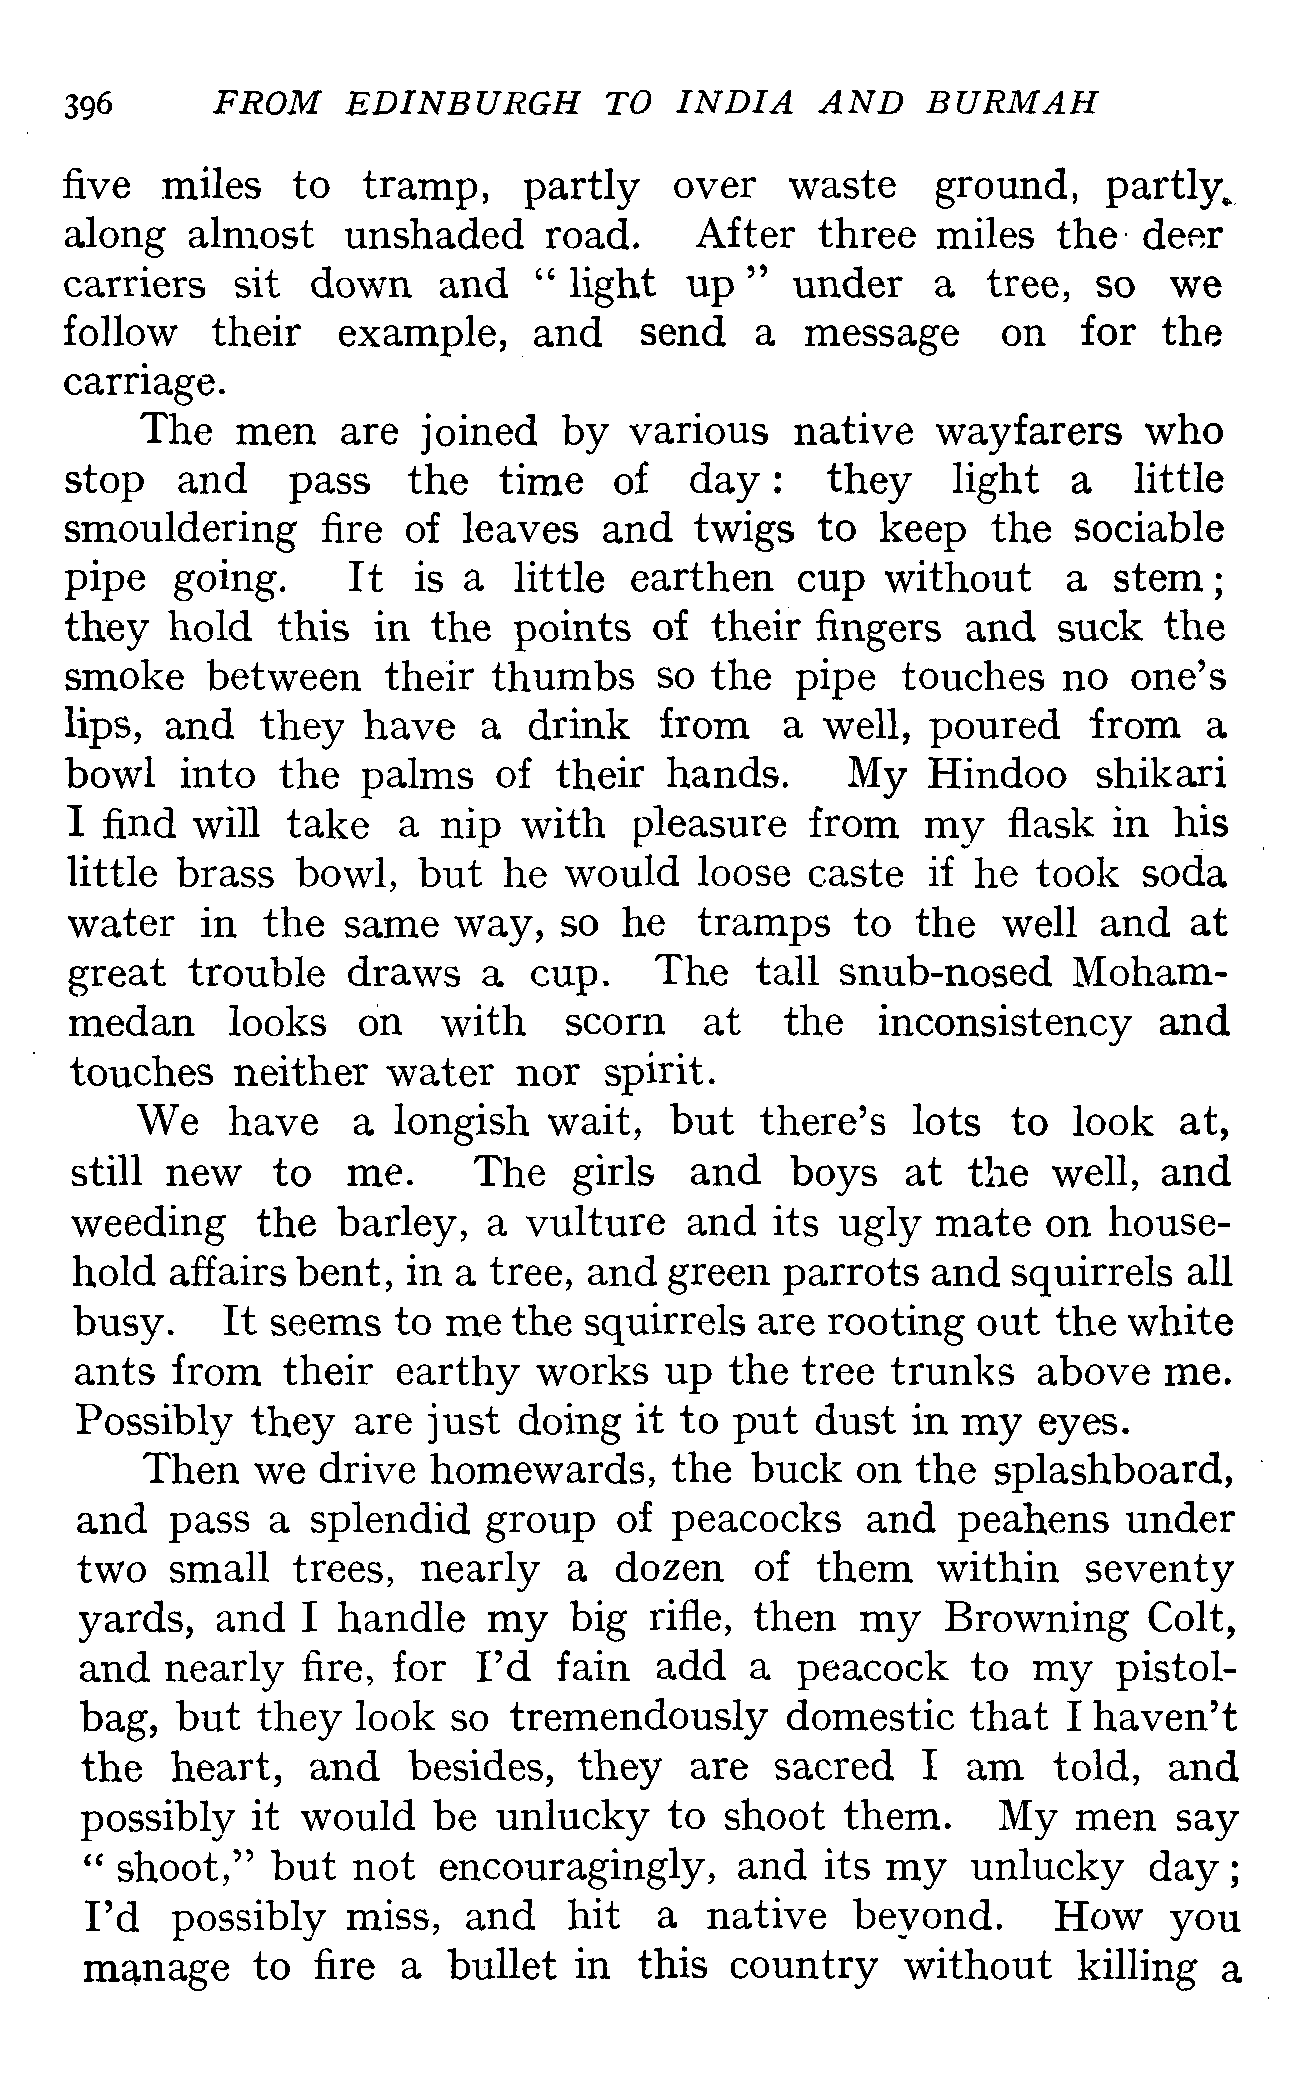 396 FROM EDINBURGH TO INDIA AND BURMAH
five miles to tramp, partly over waste ground, partly
along almost unshaded road. After three miles the deer
carriers sit down and “ light up ” under a tree, so we
follow their example, and send a message on for the
carriage.
The men are joined by various native wayfarers who
stop and pass the time of day : they light a little
smouldering fire of leaves and twigs to keep the sociable
pipe going. It is a little earthen cup without a stem ;
they hold this in the points of their fingers and suck the
smoke between their thumbs so the pipe touches no one’s
lips, and they have a drink from a well, poured from a
bowl into the palms of their hands. My Hindoo shikari
I find will take a nip with pleasure from my flask in his
little brass bowl, but he would loose caste if he took soda
water in the same way, so he tramps to the well and at
great trouble draws a cup. The tall snub-nosed Moham-
medan looks on with scorn at the inconsistency and
touches neither water nor spirit.
We have a longish wait, but there’s lots to look at,
still new to me. The girls and boys at the well, and
weeding the barley, a vulture and its ugly mate on house-
hold affairs bent, in a tree, and green parrots and squirrels all
busy. It seems to me the squirrels are rooting out the white
ants from their earthy works up the tree trunks above me.
Possibly they are just doing it to put dust in my eyes.
Then we drive homewards, the buck on the splashboard,
and pass a splendid group of peacocks and peahens under
two small trees, nearly a dozen of them within seventy
yards, and I handle my big rifle, then my Browning Colt,
and nearly fire, for I’d fain add a peacock to my pistol-
bag, but they look so tremendously domestic that I haven’t
the heart, and besides, they are sacred I am told, and
possibly it would be unlucky to shoot them. My men say
“ shoot,” but not encouragingly, and its my unlucky day ;
I’d possibly miss, and hit a native beyond. How you
manage to fire a bullet in this country without killing a